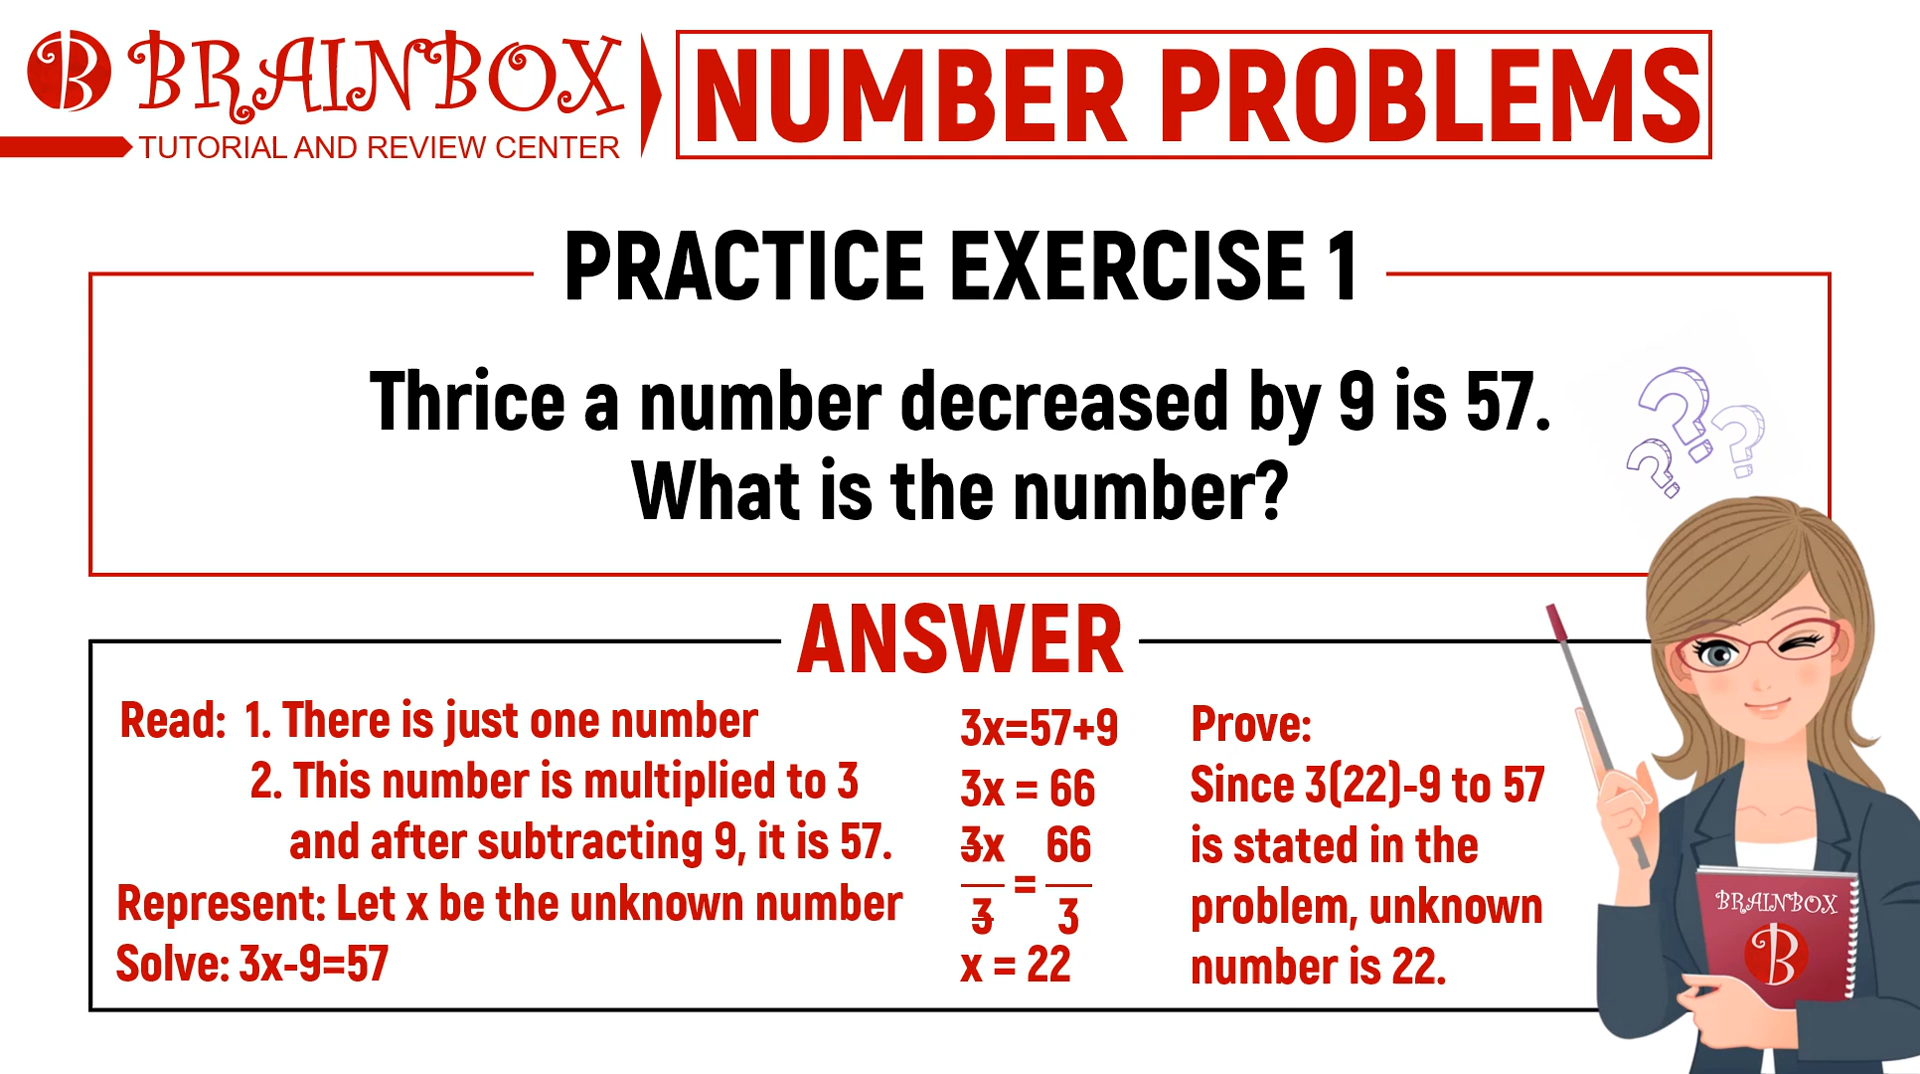 B BRAINBOX
TUTORIAL AND REVIEW CENTER
NUMBER PROBLEMS
PRACTICE EXERCISE 1
Thrice a number decreased by 9 is 57.
What is the number?
ANSWER
Read: 1. There is just one number
2. This number is multiplied to 3
and after subtracting 9, it is 57.
Represent: Let x be the unknown number
Solve: 3x-9=57
3x=57+9
3x = 66
3x 66
=
3 3
x = 22
Prove:
Since 3(22)-9 to 57
is stated in the
problem, unknown
number is 22.
BRAINBOX
B